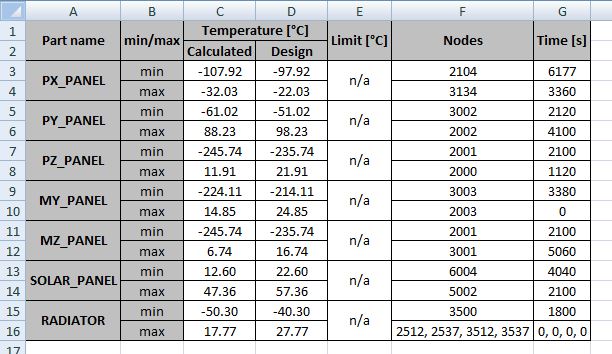 A B C D E F G
1 Part name min/max Temperature [°C] Limit [°C] Nodes Time [s]
2 Calculated Design
3 PX_PANEL min -107.92 -97.92 n/a 2104 6177
4 max -32.03 -22.03 3134 3360
5 PY_PANEL min -61.02 -51.02 n/a 3002 2120
6 max 88.23 98.23 2002 4100
7 PZ_PANEL min -245.74 -235.74 n/a 2001 2100
8 max 11.91 21.91 2000 1120
9 MY_PANEL min -224.11 -214.11 n/a 3003 3380
10 max 14.85 24.85 2003 0
11 MZ_PANEL min -245.74 -235.74 n/a 2001 2100
12 max 6.74 16.74 3001 5060
13 SOLAR_PANEL min 12.60 22.60 n/a 6004 4040
14 max 47.36 57.36 5002 2100
15 RADIATOR min -50.30 -40.30 n/a 3500 1800
16 max 17.77 27.77 2512, 2537, 3512, 3537 0, 0, 0, 0
17